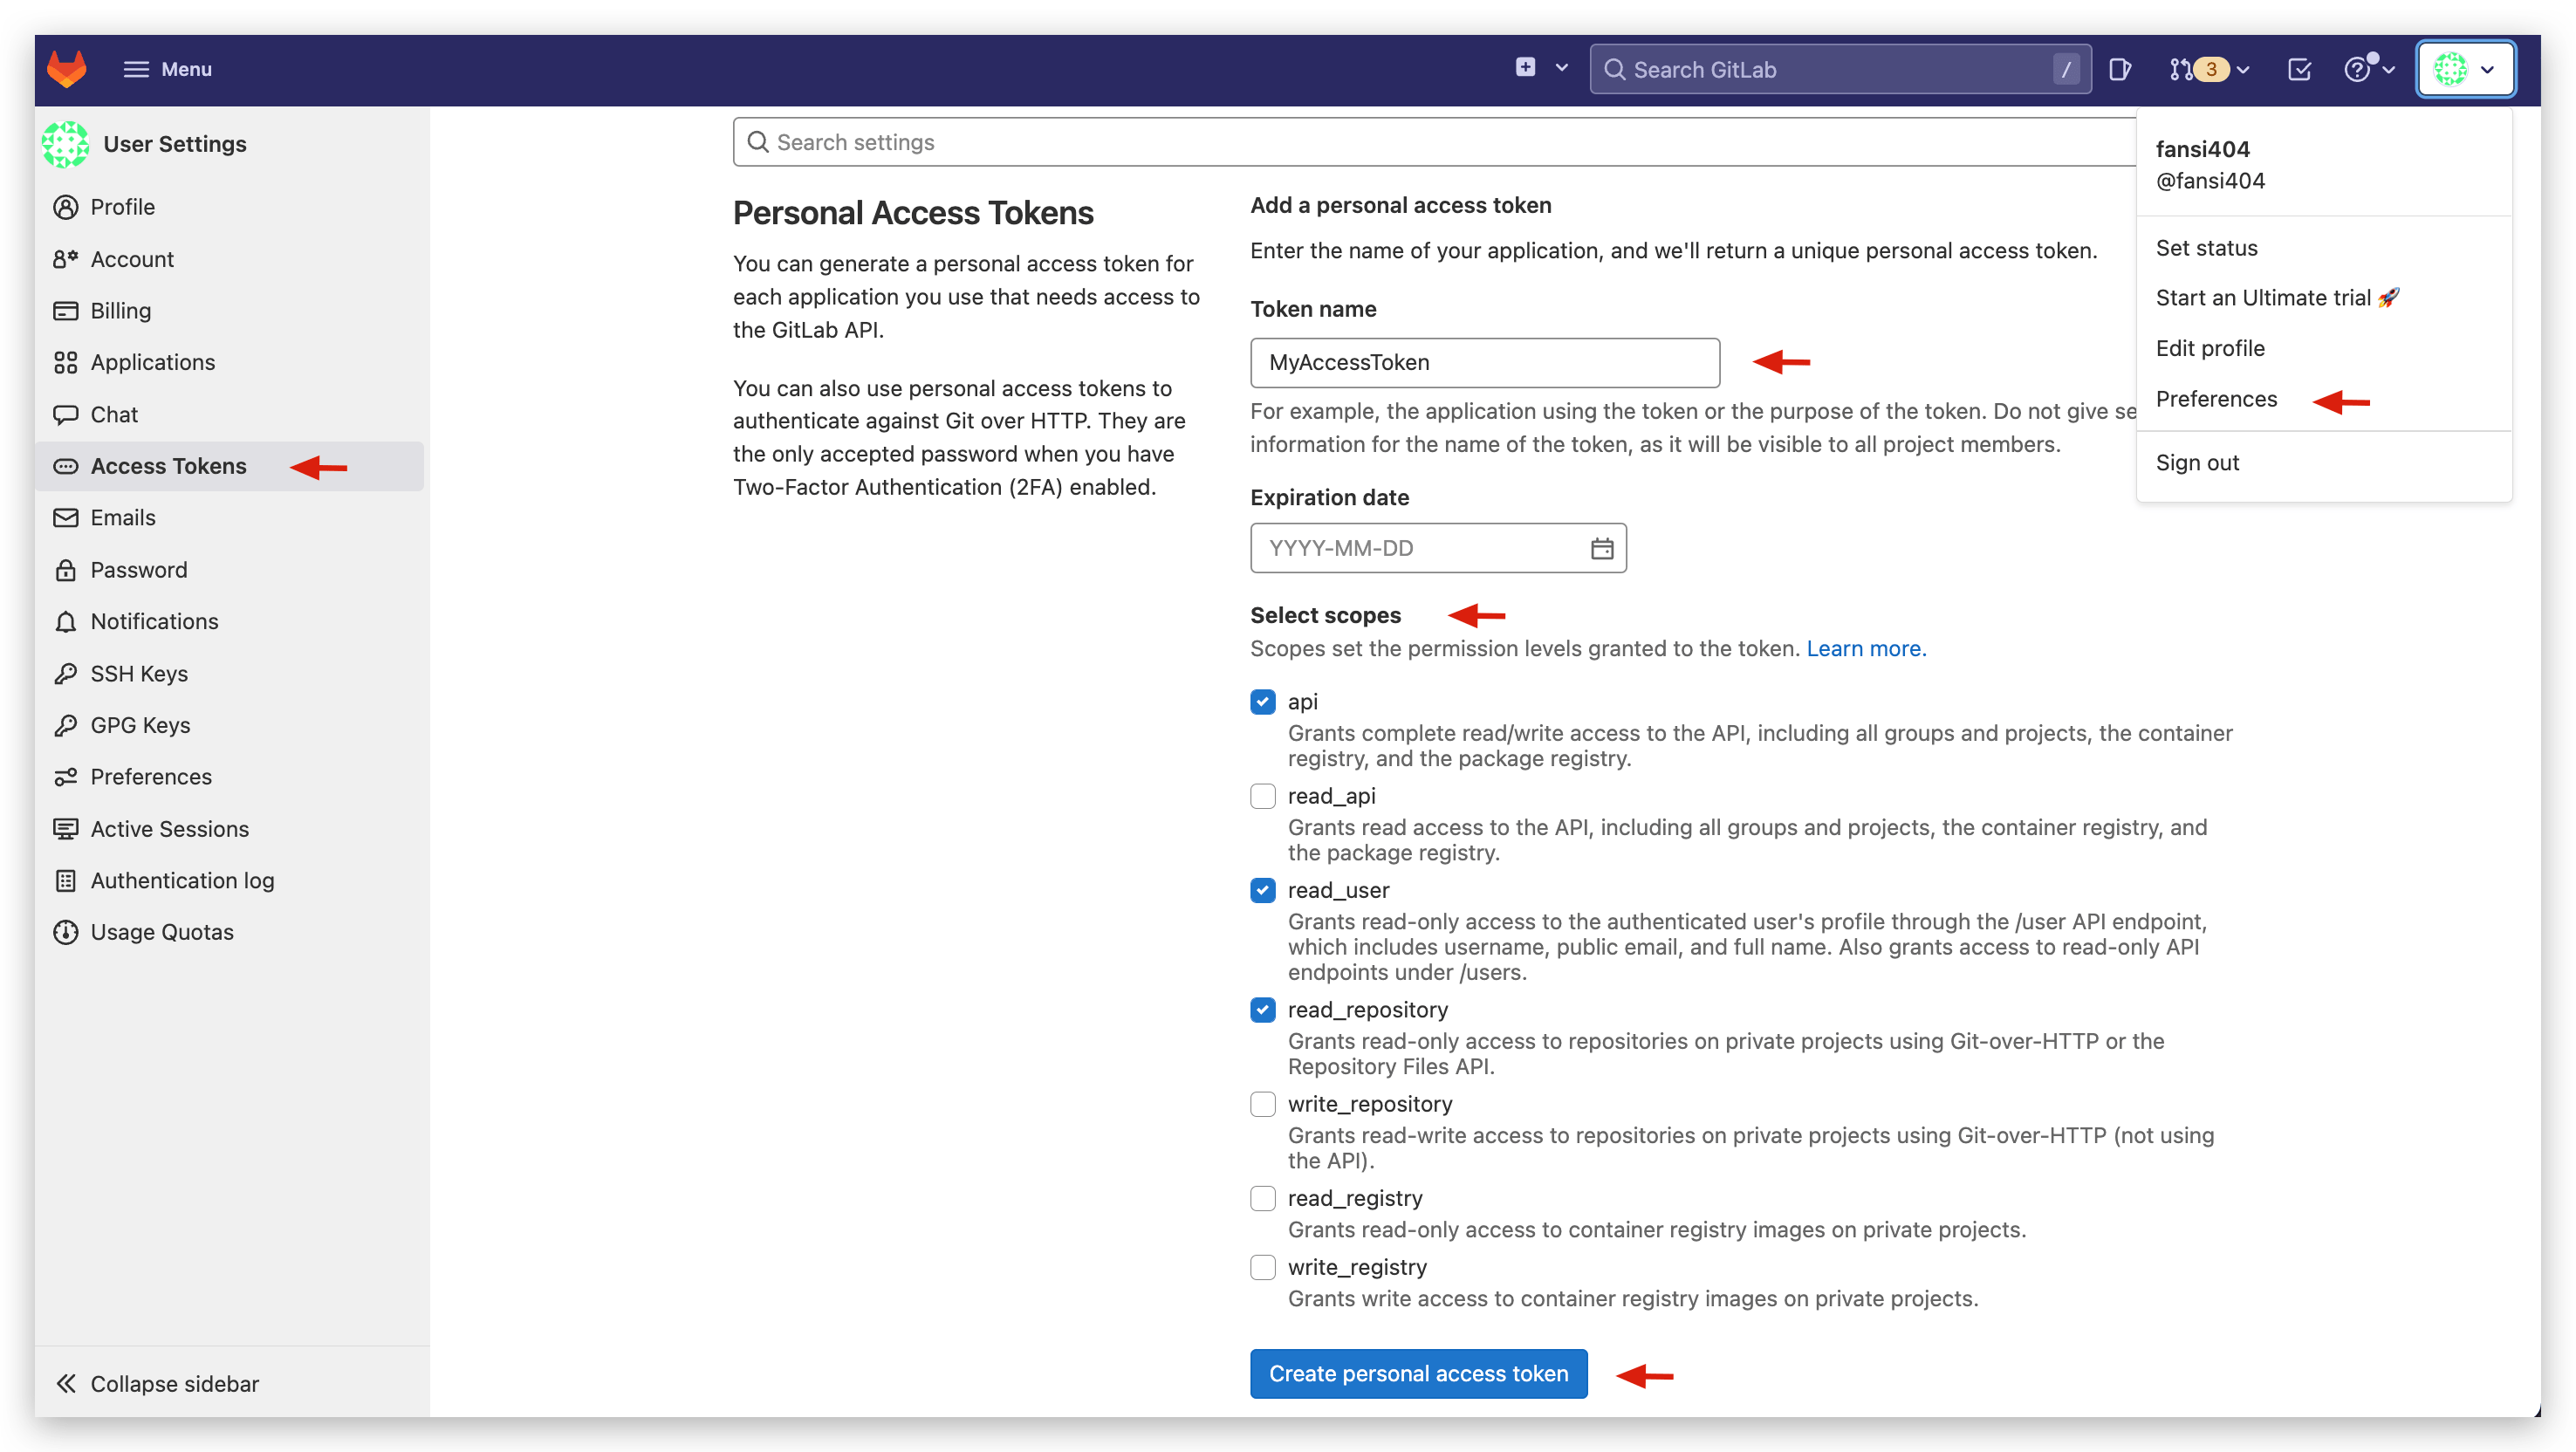 Menu
Search GitLab
/
3
User Settings
Profile
Account
Billing
Applications
Chat
Access Tokens
Emails
Password
Notifications
SSH Keys
GPG Keys
Preferences
Active Sessions
Authentication log
Usage Quotas
Collapse sidebar
Search settings
Personal Access Tokens
You can generate a personal access token for
each application you use that needs access to
the GitLab API.
You can also use personal access tokens to
authenticate against Git over HTTP. They are
the only accepted password when you have
Two-Factor Authentication (2FA) enabled.
Add a personal access token
Enter the name of your application, and we'll return a unique personal access token.
Token name
MyAccessToken
For example, the application using the token or the purpose of the token. Do not give se
information for the name of the token, as it will be visible to all project members.
Expiration date
YYYY-MM-DD
Select scopes
Scopes set the permission levels granted to the token. Learn more.
api
Grants complete read/write access to the API, including all groups and projects, the container
registry, and the package registry.
read_api
Grants read access to the API, including all groups and projects, the container registry, and
the package registry.
read_user
Grants read-only access to the authenticated user's profile through the /user API endpoint,
which includes username, public email, and full name. Also grants access to read-only API
endpoints under /users.
read_repository
Grants read-only access to repositories on private projects using Git-over-HTTP or the
Repository Files API.
write_repository
Grants read-write access to repositories on private projects using Git-over-HTTP (not using
the API).
read_registry
Grants read-only access to container registry images on private projects.
write_registry
Grants write access to container registry images on private projects.
Create personal access token
fansi404
@fansi404
Set status
Start an Ultimate trial 🚀
Edit profile
Preferences
Sign out